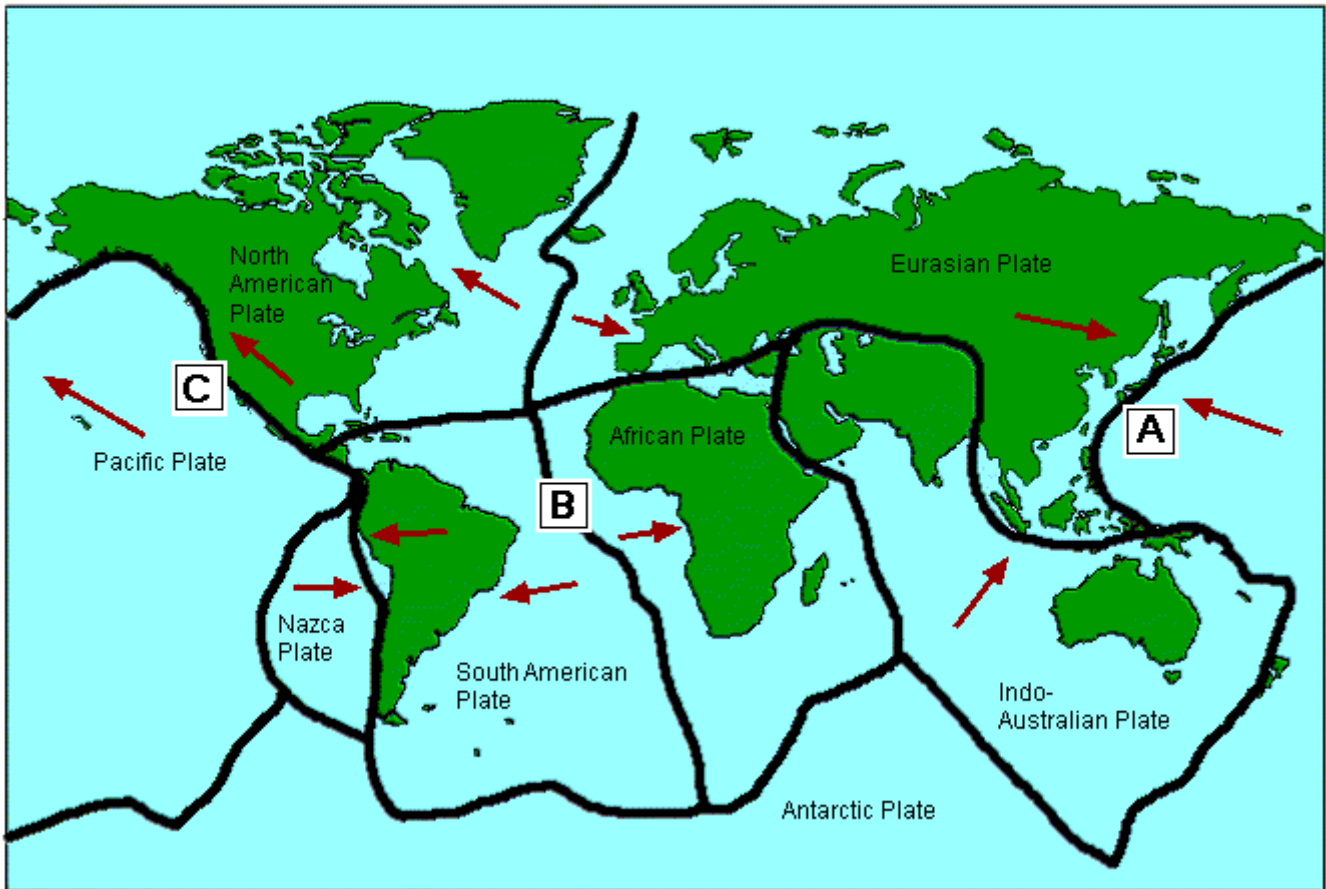 North
American
Plate
Eurasian Plate
C
A
African Plate
Pacific Plate
B
Nazca
Plate
South American
Plate
Indo-
Australian Plate
Antarctic Plate